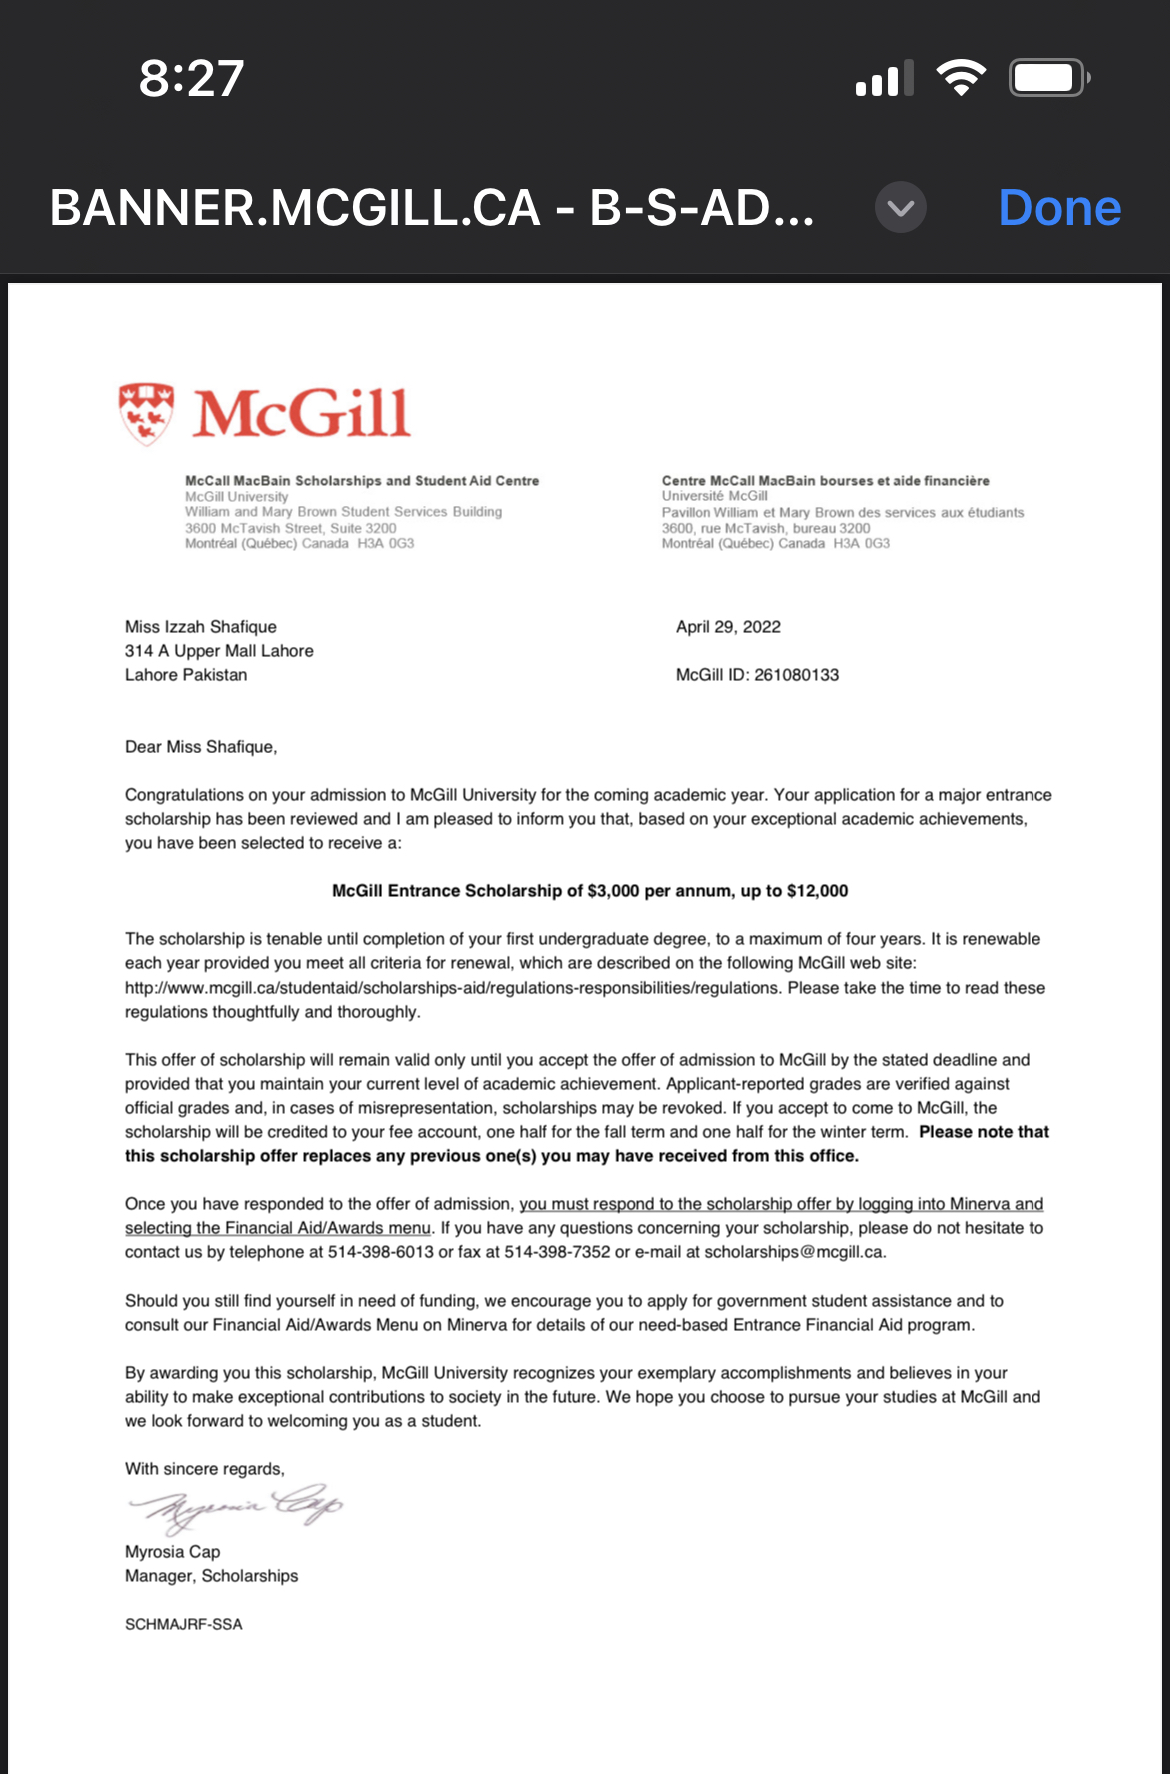 8:27
BANNER.MCGILL.CA - B-S-AD...
Done
McGill
McCall MacBain Scholarships and Student Aid Centre
McGill University
William and Mary Brown Student Services Building
3600 McTavish Street, Suite 3200
Montréal (Québec) Canada H3A 0G3
Centre McCall MacBain bourses et aide financière
Université McGill
Pavillon William et Mary Brown des services aux étudiants
3600, rue McTavish, bureau 3200
Montréal (Québec) Canada H3A 0G3
Miss Izzah Shafique
314 A Upper Mall Lahore
Lahore Pakistan
April 29, 2022
McGill ID: 261080133
Dear Miss Shafique,
Congratulations on your admission to McGill University for the coming academic year. Your application for a major entrance
scholarship has been reviewed and I am pleased to inform you that, based on your exceptional academic achievements,
you have been selected to receive a:
McGill Entrance Scholarship of $3,000 per annum, up to $12,000
The scholarship is tenable until completion of your first undergraduate degree, to a maximum of four years. It is renewable
each year provided you meet all criteria for renewal, which are described on the following McGill web site:
http://www.mcgill.ca/studentaid/scholarships-aid/regulations-responsibilities/regulations. Please take the time to read these
regulations thoughtfully and thoroughly.
This offer of scholarship will remain valid only until you accept the offer of admission to McGill by the stated deadline and
provided that you maintain your current level of academic achievement. Applicant-reported grades are verified against
official grades and, in cases of misrepresentation, scholarships may be revoked. If you accept to come to McGill, the
scholarship will be credited to your fee account, one half for the fall term and one half for the winter term. Please note that
this scholarship offer replaces any previous one(s) you may have received from this office.
Once you have responded to the offer of admission, you must respond to the scholarship offer by logging into Minerva and
selecting the Financial Aid/Awards menu. If you have any questions concerning your scholarship, please do not hesitate to
contact us by telephone at 514-398-6013 or fax at 514-398-7352 or e-mail at scholarships@mcgill.ca.
Should you still find yourself in need of funding, we encourage you to apply for government student assistance and to
consult our Financial Aid/Awards Menu on Minerva for details of our need-based Entrance Financial Aid program.
By awarding you this scholarship, McGill University recognizes your exemplary accomplishments and believes in your
ability to make exceptional contributions to society in the future. We hope you choose to pursue your studies at McGill and
we look forward to welcoming you as a student.
With sincere regards,
Myrosia Cap
Myrosia Cap
Manager, Scholarships
SCHMAJRF-SSA